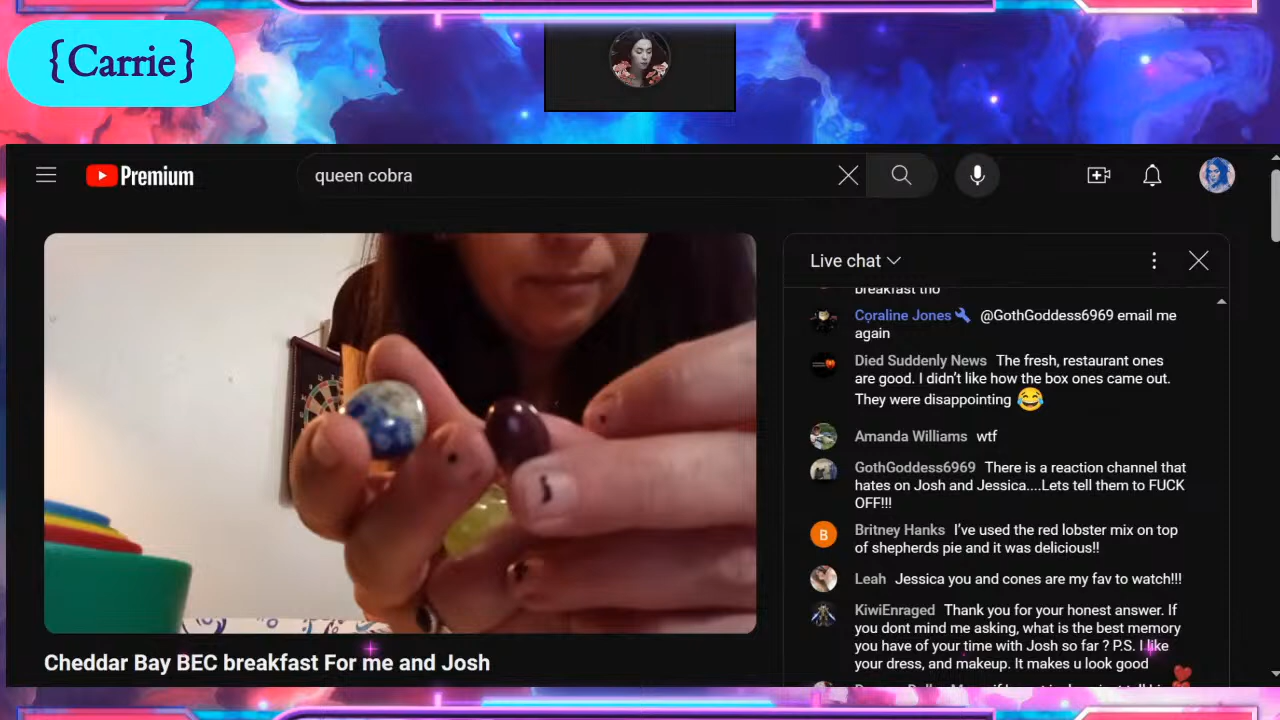 {Carrie}
Premium
queen cobra
Live chat
breakfast tho
Coraline Jones @GothGoddess6969 email me
again
Died Suddenly News The fresh, restaurant ones
are good. I didn't like how the box ones came out.
They were disappointing 😂
Amanda Williams wtf
GothGoddess6969 There is a reaction channel that
hates on Josh and Jessica....Lets tell them to FUCK
OFF!!!
B
Britney Hanks I've used the red lobster mix on top
of shepherds pie and it was delicious!!
Leah Jessica you and cones are my fav to watch!!!
KiwiEnraged Thank you for your honest answer. If
you dont mind me asking, what is the best memory
you have of your time with Josh so far ? P.S. I like
your dress, and makeup. It makes u look good
Cheddar Bay BEC breakfast For me and Josh